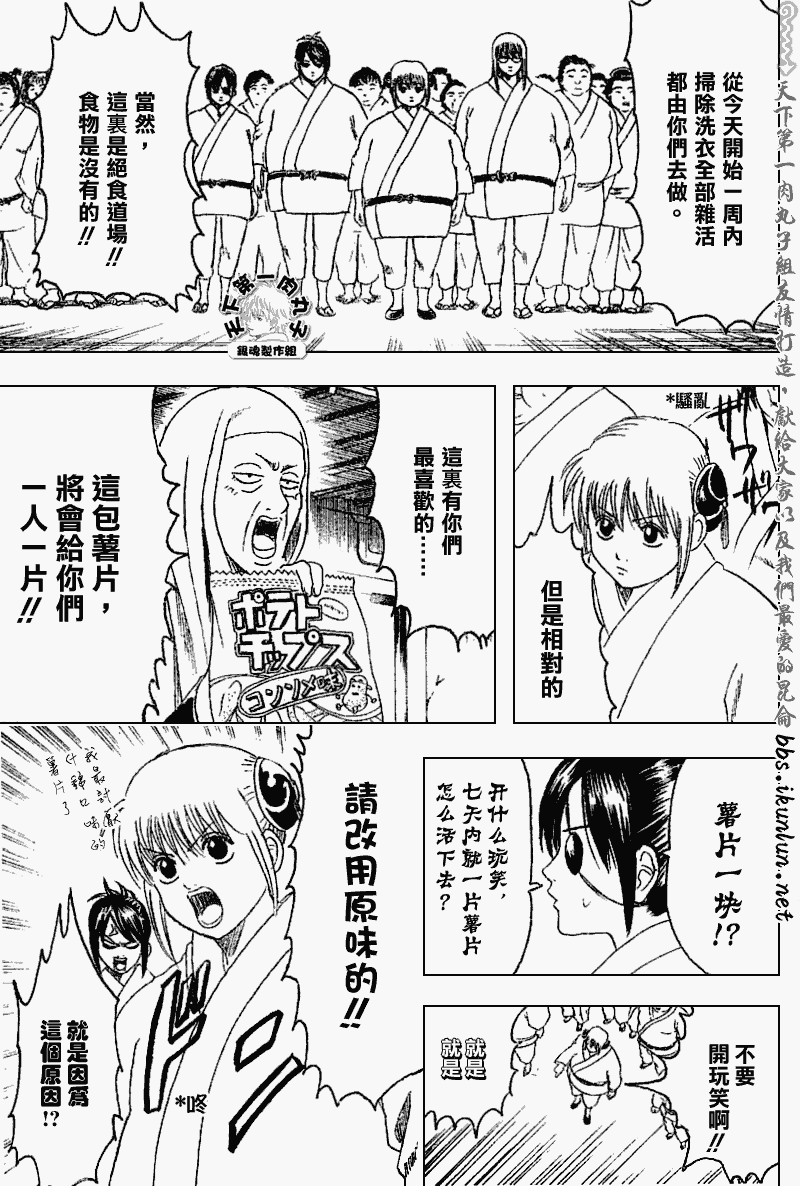 從今天開始一周內
掃除洗衣全部雜活
都由你們去做。
當然，
這裏是絕食道場!!
食物是沒有的!!
天下第一肉丸子
銀魂製作組
*騷亂
ざわ
但是相對的
這裏有你們
最喜歡的……
這包薯片，
將會給你們
一人一片!!
ポテト
チップス
コンソメ味
薯片一块!?
开什么玩笑，
七天内就一片薯片
怎么活下去？
不要
開玩笑啊!!
就是
就是
請改用原味的!!
我最討厭
什錦口味的
薯片了
ドン
*咚
就是因爲
這個原因!?
天下第一肉丸子組友情打造，獻給大家以及我們最愛的昆侖 bbs.ikunlun.net